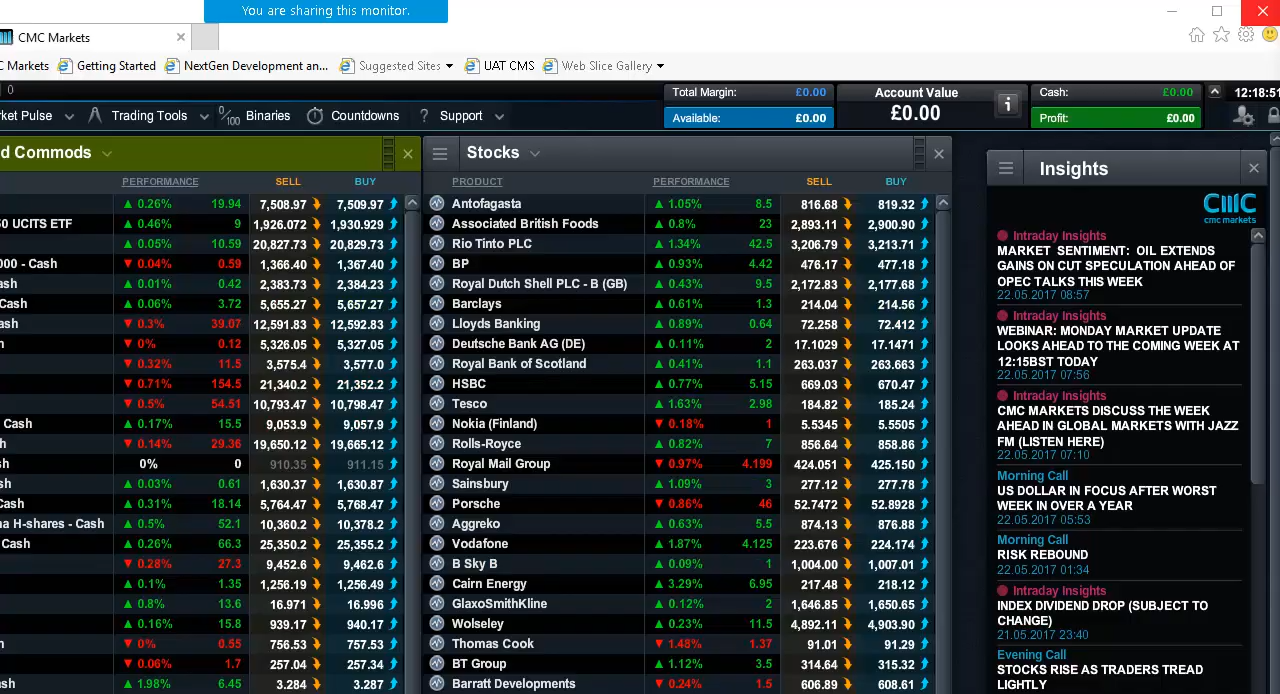 You are sharing this monitor.
CMC Markets
C Markets Getting Started NextGen Development an... Suggested Sites UAT CMS Web Slice Gallery
0
Total Margin: £0.00 Account Value £0.00 Cash: £0.00 12:18:51
Available: £0.00 Profit: £0.00
rket Pulse Trading Tools 0/100 Binaries Countdowns ? Support
d Commods
PERFORMANCE SELL BUY
0.26% 19.94 7,508.97 7,509.97
50 UCITS ETF 0.46% 9 1,926.072 1,930.929
0.05% 10.59 20,827.73 20,829.73
000 - Cash 0.04% 0.59 1,366.40 1,367.40
ash 0.01% 0.42 2,383.73 2,384.23
Cash 0.06% 3.72 5,655.27 5,657.27
ash 0.3% 39.07 12,591.83 12,592.83
0% 0.12 5,326.05 5,327.05
0.32% 11.5 3,575.4 3,577.0
0.71% 154.5 21,340.2 21,352.2
0.5% 54.51 10,793.47 10,798.47
Cash 0.17% 15.5 9,053.9 9,057.9
h 0.14% 29.36 19,650.12 19,665.12
sh 0% 0 910.35 911.15
sh 0.03% 0.61 1,630.37 1,630.87
Cash 0.31% 18.14 5,764.47 5,768.47
na H-shares - Cash 0.5% 52.1 10,360.2 10,378.2
Cash 0.26% 66.3 25,350.2 25,355.2
0.28% 27.3 9,452.6 9,462.6
0.1% 1.35 1,256.19 1,256.49
0.8% 13.6 16.971 16.996
0.16% 15.8 939.17 940.17
0% 0.55 756.53 757.53
0.06% 1.7 257.04 257.34
sh 1.98% 6.45 3.284 3.287
Stocks
PRODUCT PERFORMANCE SELL BUY
Antofagasta 1.05% 8.5 816.68 819.32
Associated British Foods 0.8% 23 2,893.11 2,900.90
Rio Tinto PLC 1.34% 42.5 3,206.79 3,213.71
BP 0.93% 4.42 476.17 477.18
Royal Dutch Shell PLC - B (GB) 0.43% 9.5 2,172.83 2,177.68
Barclays 0.61% 1.3 214.04 214.56
Lloyds Banking 0.89% 0.64 72.258 72.412
Deutsche Bank AG (DE) 0.11% 2 17.1029 17.1471
Royal Bank of Scotland 0.41% 1.1 263.037 263.663
HSBC 0.77% 5.15 669.03 670.47
Tesco 1.63% 2.98 184.82 185.24
Nokia (Finland) 0.18% 1 5.5345 5.5505
Rolls-Royce 0.82% 7 856.64 858.86
Royal Mail Group 0.97% 4.199 424.051 425.150
Sainsbury 1.09% 3 277.12 277.78
Porsche 0.86% 46 52.7472 52.8928
Aggreko 0.63% 5.5 874.13 876.88
Vodafone 1.87% 4.125 223.676 224.174
B Sky B 0.09% 1 1,004.00 1,007.01
Cairn Energy 3.29% 6.95 217.48 218.12
GlaxoSmithKline 0.12% 2 1,646.85 1,650.65
Wolseley 0.23% 11.5 4,892.11 4,903.90
Thomas Cook 1.48% 1.37 91.01 91.29
BT Group 1.12% 3.5 314.64 315.32
Barratt Developments 0.24% 1.5 606.89 608.61
Insights
cmc markets
Intraday Insights
MARKET SENTIMENT: OIL EXTENDS
GAINS ON CUT SPECULATION AHEAD OF
OPEC TALKS THIS WEEK
22.05.2017 08:57
Intraday Insights
WEBINAR: MONDAY MARKET UPDATE
LOOKS AHEAD TO THE COMING WEEK AT
12:15BST TODAY
22.05.2017 07:56
Intraday Insights
CMC MARKETS DISCUSS THE WEEK
AHEAD IN GLOBAL MARKETS WITH JAZZ
FM (LISTEN HERE)
22.05.2017 07:10
Morning Call
US DOLLAR IN FOCUS AFTER WORST
WEEK IN OVER A YEAR
22.05.2017 05:53
Morning Call
RISK REBOUND
22.05.2017 01:34
Intraday Insights
INDEX DIVIDEND DROP (SUBJECT TO
CHANGE)
21.05.2017 23:40
Evening Call
STOCKS RISE AS TRADERS TREAD
LIGHTLY